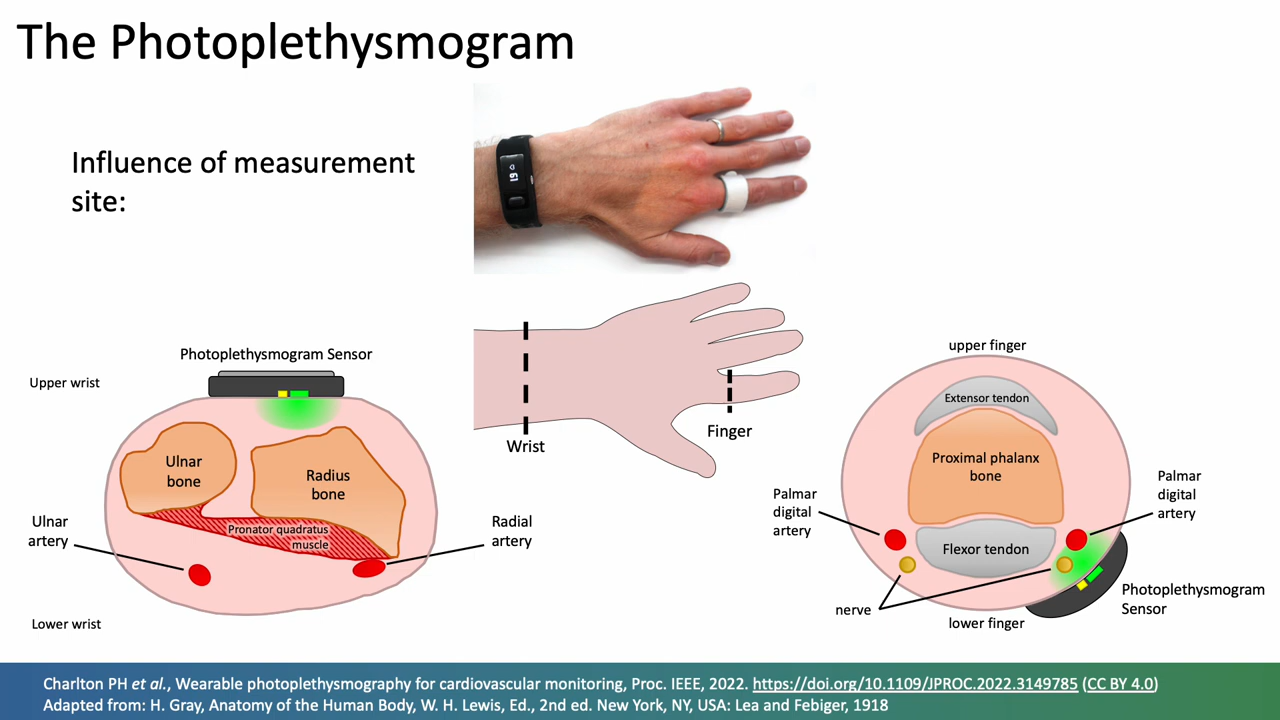 The Photoplethysmogram
Influence of measurement
site:
Photoplethysmogram Sensor
Upper wrist
Ulnar
bone
Radius
bone
Ulnar
artery
Pronator quadratus
muscle
Radial
artery
Lower wrist
Wrist
Finger
upper finger
Extensor tendon
Proximal phalanx
bone
Palmar
digital
artery
Palmar
digital
artery
Flexor tendon
nerve
Photoplethysmogram
Sensor
lower finger
Charlton PH et al., Wearable photoplethysmography for cardiovascular monitoring, Proc. IEEE, 2022. https://doi.org/10.1109/JPROC.2022.3149785 (CC BY 4.0)
Adapted from: H. Gray, Anatomy of the Human Body, W. H. Lewis, Ed., 2nd ed. New York, NY, USA: Lea and Febiger, 1918